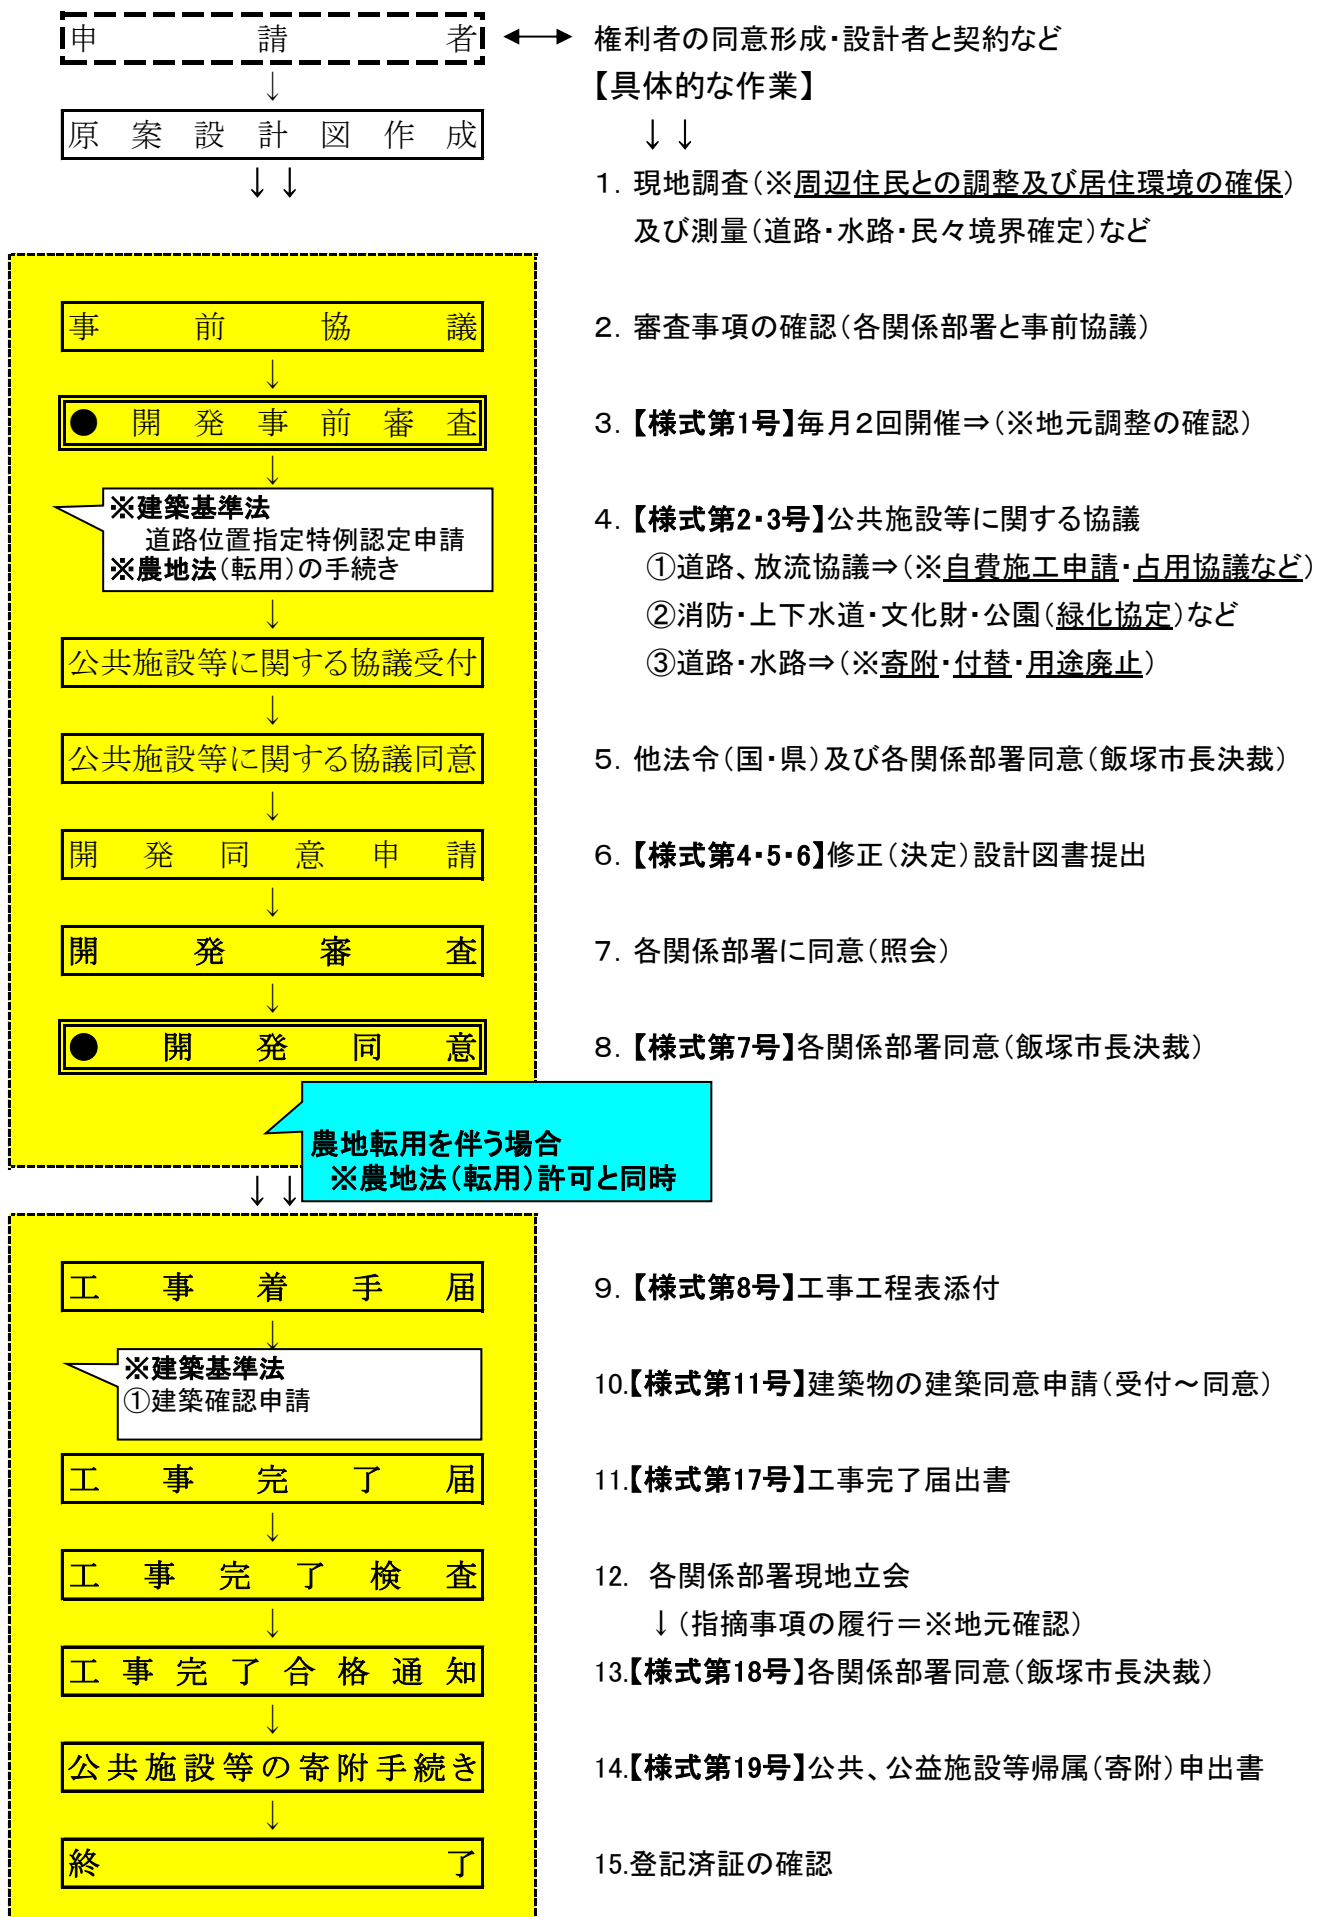 申請者 ←→ 権利者の同意形成・設計者と契約など
↓
【具体的な作業】
原案設計図作成
↓↓
↓↓
1．現地調査（※周辺住民との調整及び居住環境の確保）
及び測量（道路・水路・民々境界確定）など
事前協議
2．審査事項の確認（各関係部署と事前協議）
↓
●開発事前審査
3．【様式第1号】毎月2回開催⇒（※地元調整の確認）
↓
※建築基準法
道路位置指定特例認定申請
※農地法（転用）の手続き
4．【様式第2・3号】公共施設等に関する協議
①道路、放流協議⇒（※自費施工申請・占用協議など）
②消防・上下水道・文化財・公園（緑化協定）など
③道路・水路⇒（※寄附・付替・用途廃止）
↓
公共施設等に関する協議受付
↓
公共施設等に関する協議同意
5．他法令（国・県）及び各関係部署同意（飯塚市長決裁）
↓
開発同意申請
6．【様式第4・5・6】修正（決定）設計図書提出
↓
開発審査
7．各関係部署に同意（照会）
↓
●開発同意
8．【様式第7号】各関係部署同意（飯塚市長決裁）
農地転用を伴う場合
※農地法（転用）許可と同時
↓↓
工事着手届
9．【様式第8号】工事工程表添付
↓
※建築基準法
①建築確認申請
10.【様式第11号】建築物の建築同意申請（受付～同意）
工事完了届
11.【様式第17号】工事完了届出書
↓
工事完了検査
12. 各関係部署現地立会
↓
↓（指摘事項の履行＝※地元確認）
工事完了合格通知
13.【様式第18号】各関係部署同意（飯塚市長決裁）
↓
公共施設等の寄附手続き
14.【様式第19号】公共、公益施設等帰属（寄附）申出書
↓
終了
15.登記済証の確認